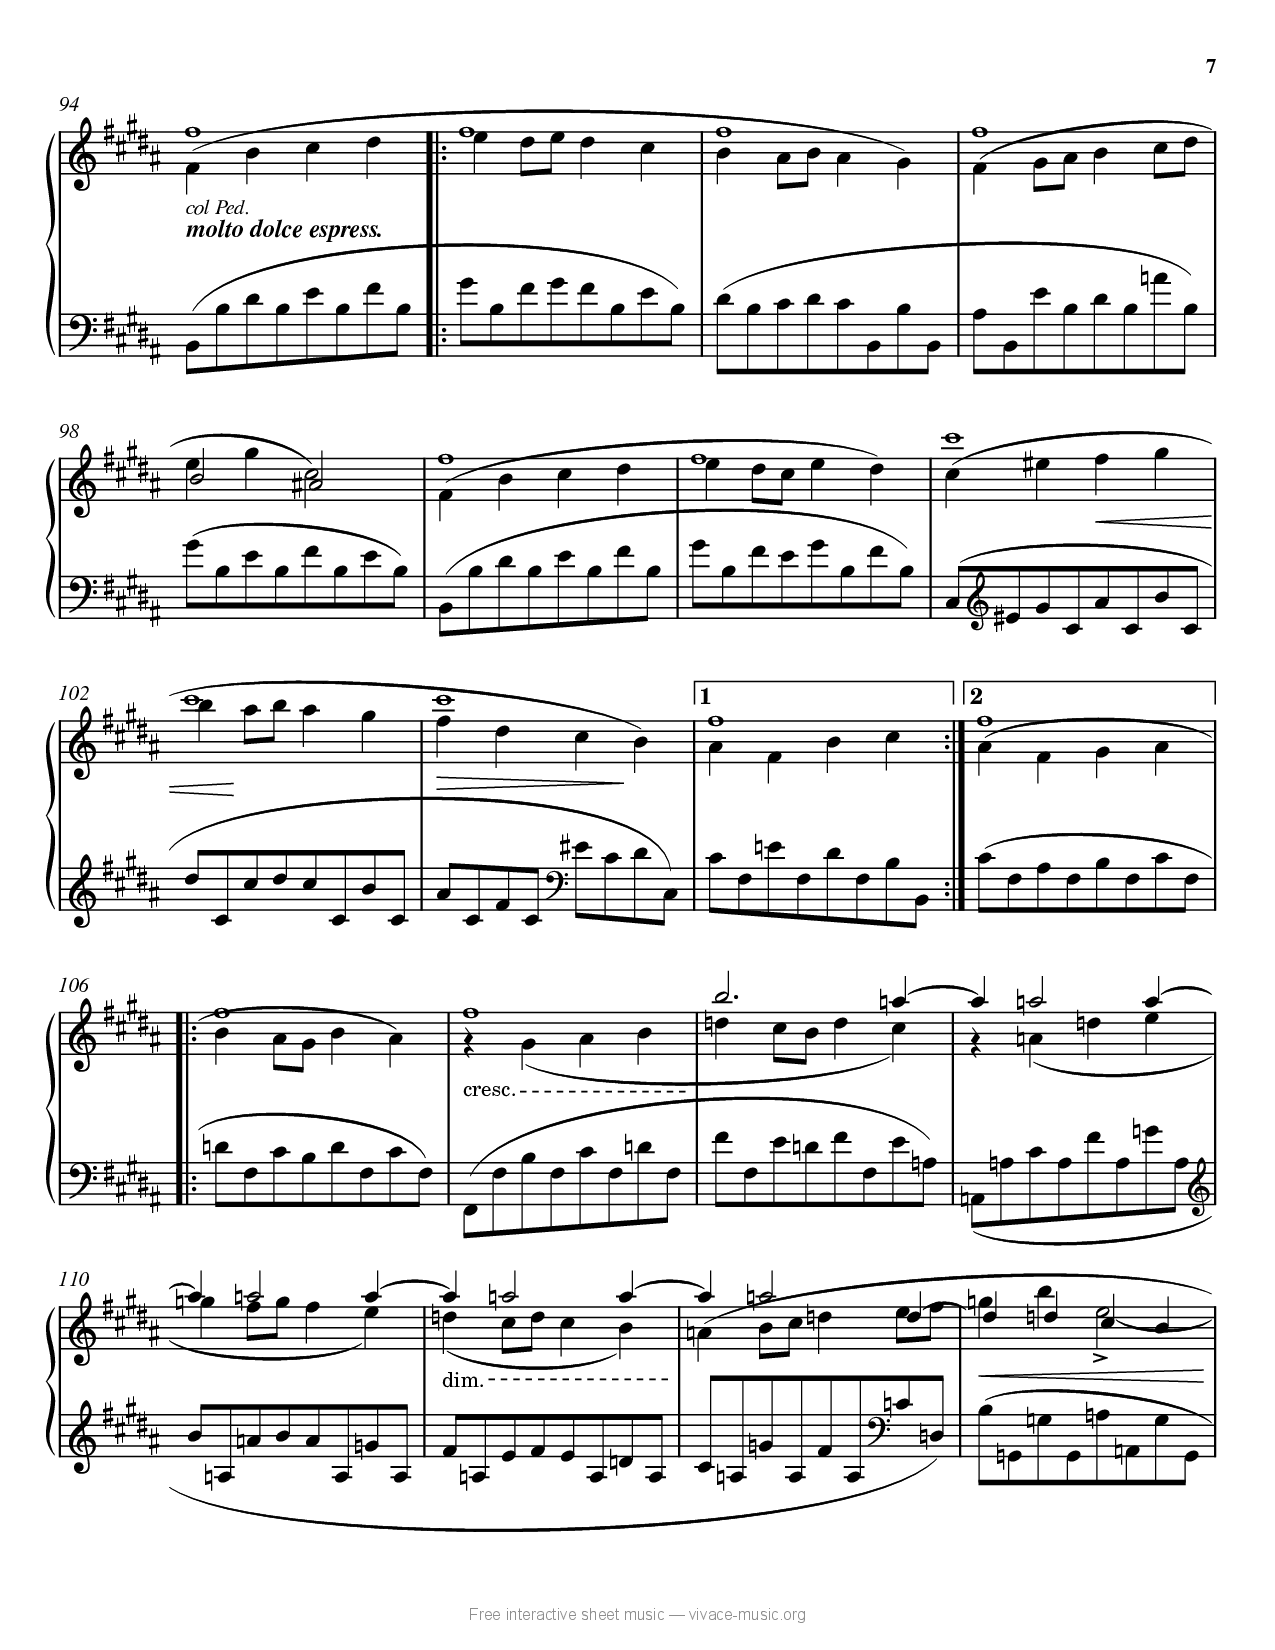 7
94
col Ped.
molto dolce espress.
98
102
1
2
106
cresc.
110
dim.
Free interactive sheet music — vivace-music.org